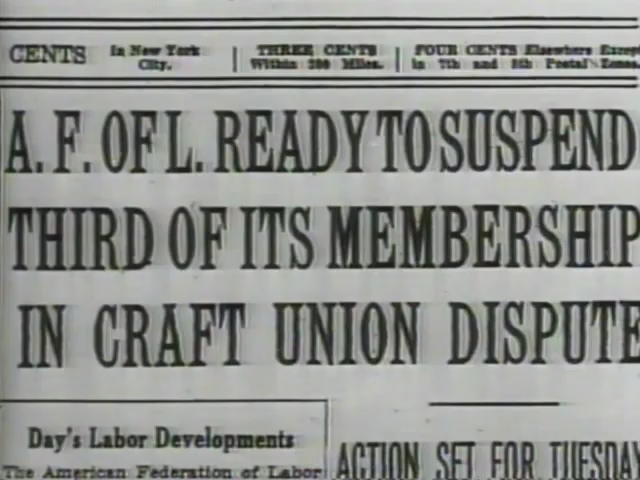 CENTS
In New York City.
THREE CENTS Within 200 Miles.
FOUR CENTS Elsewhere Except in 7th and 8th Postal Zones.
A. F. OF L. READY TO SUSPEND
THIRD OF ITS MEMBERSHIP
IN CRAFT UNION DISPUTE
Day's Labor Developments
The American Federation of Labor
ACTION SET FOR TUESDAY